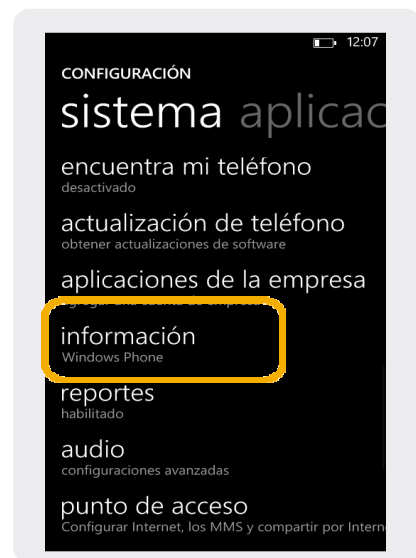 12:07
CONFIGURACIÓN
sistema aplicac
encuentra mi teléfono
desactivado
actualización de teléfono
obtener actualizaciones de software
aplicaciones de la empresa
información
Windows Phone
reportes
habilitado
audio
configuraciones avanzadas
punto de acceso
Configurar Internet, los MMS y compartir por Intern